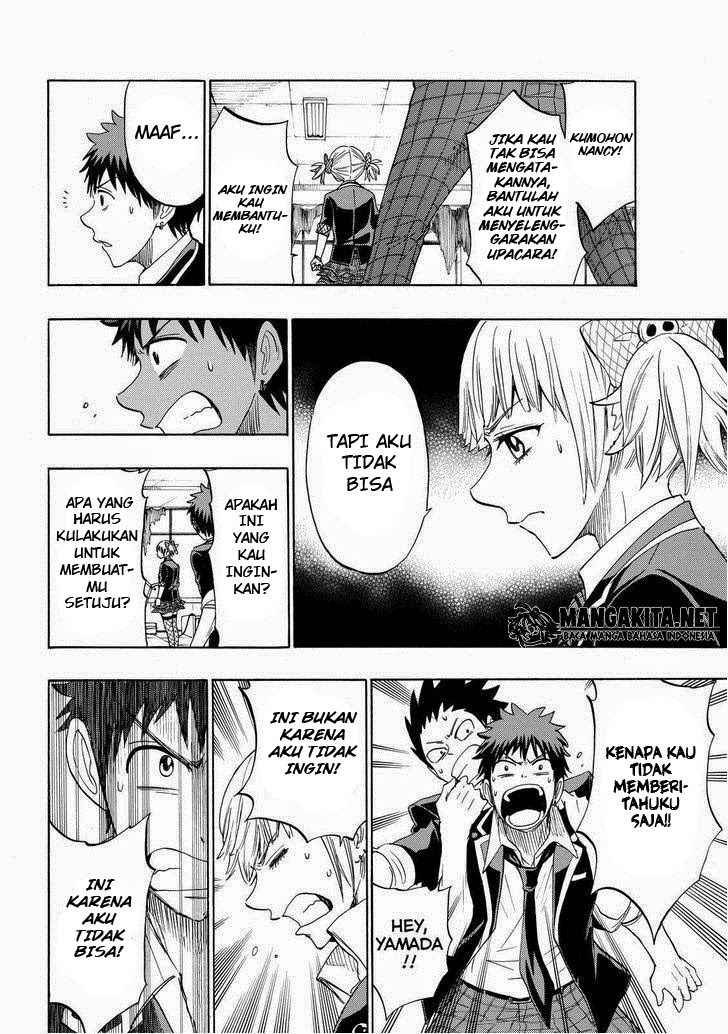 KUMOHON
NANCY!
JIKA KAU
TAK BISA
MENGATA-
KANNYA,
BANTULAH
AKU UNTUK
MENYELENG-
GARAKAN
UPACARA!
AKU INGIN
KAU
MEMBANTU-
KU!
MAAF...
TAPI AKU
TIDAK
BISA
APAKAH
INI
YANG
KAU
INGIN-
KAN?
APA YANG
HARUS
KULAKUKAN
UNTUK
MEMBUAT-
MU
SETUJU?
MANGAKITA.NET
BACA MANGA BAHASA INDONESIA
KENAPA KAU
TIDAK
MEMBERI-
TAHUKU
SAJA!!
HEY,
YAMADA
!!
INI BUKAN
KARENA
AKU TIDAK
INGIN!
INI
KARENA
AKU
TIDAK
BISA!